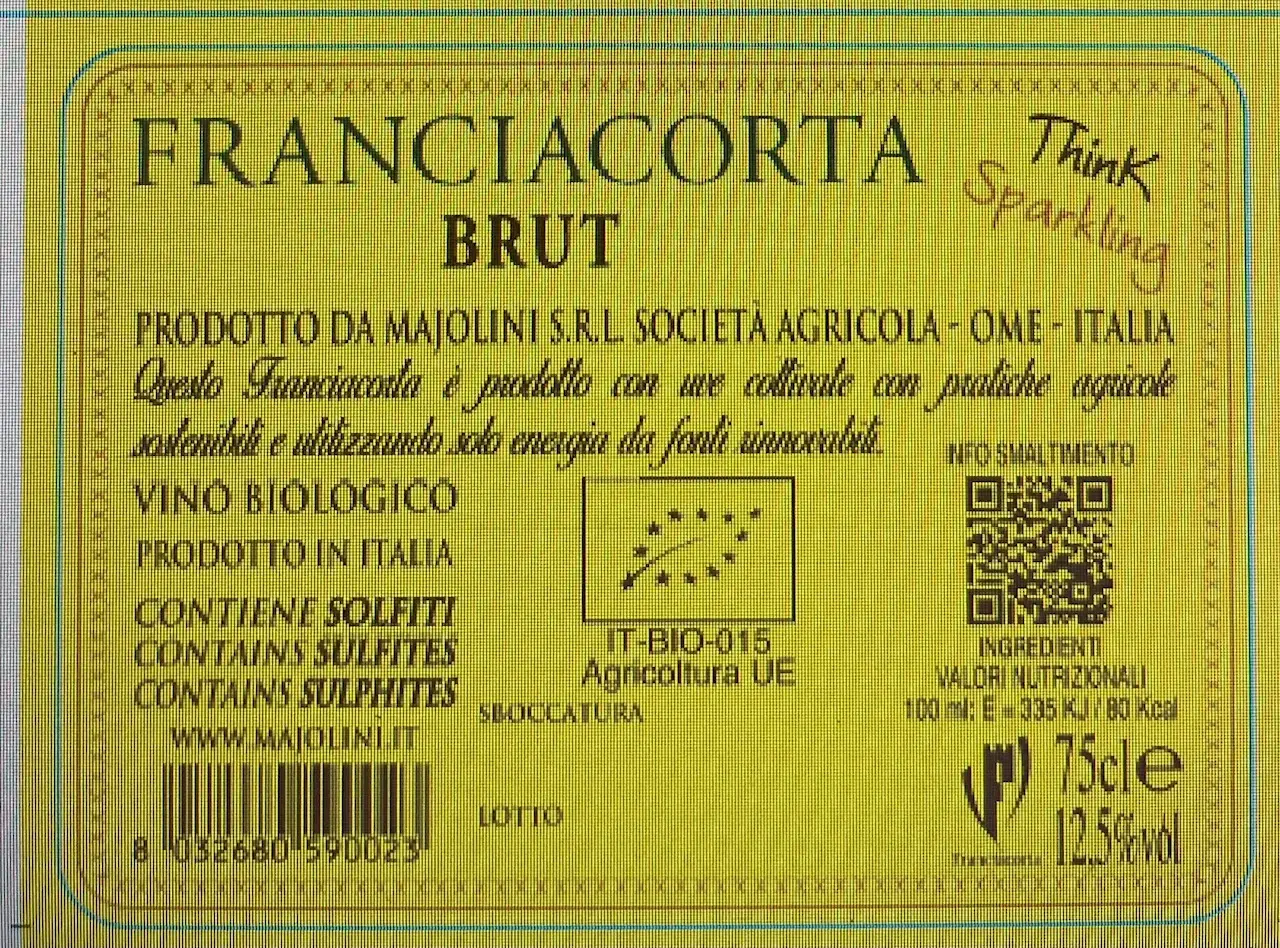 FRANCIACORTA
Think
Sparkling
BRUT
PRODOTTO DA MAJOLINI S.R.L. SOCIETÀ AGRICOLA - OME - ITALIA
Questo Franciacorta è prodotto con uve coltivate con pratiche agricole
sostenibili e utilizzando solo energia da fonti rinnovabili.
INFO SMALTIMENTO
VINO BIOLOGICO
PRODOTTO IN ITALIA
CONTIENE SOLFITI
CONTAINS SULFITES
CONTAINS SULPHITES
WWW.MAJOLINI.IT
8 032680 590023
IT-BIO-015
Agricoltura UE
SBOCCATURA
LOTTO
INGREDIENTI
VALORI NUTRIZIONALI
100 ml: E = 335 KJ / 80 Kcal
75cl e
12,5%vol
Franciacorta